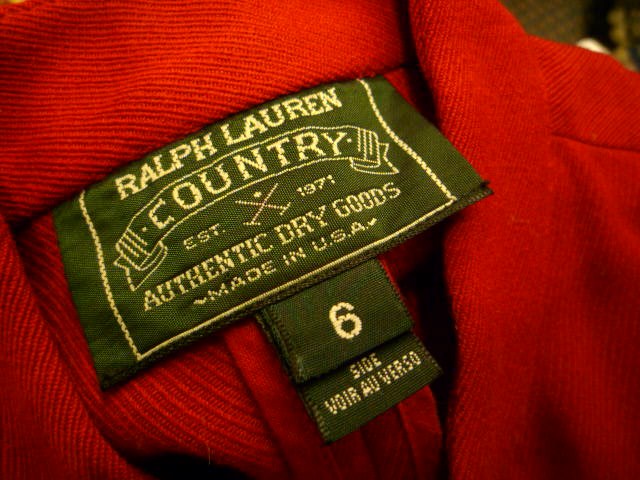 RALPH LAUREN
COUNTRY
EST. 1971
AUTHENTIC DRY GOODS
~MADE IN U.S.A~
6
SIDE
VOIR AU VERSO